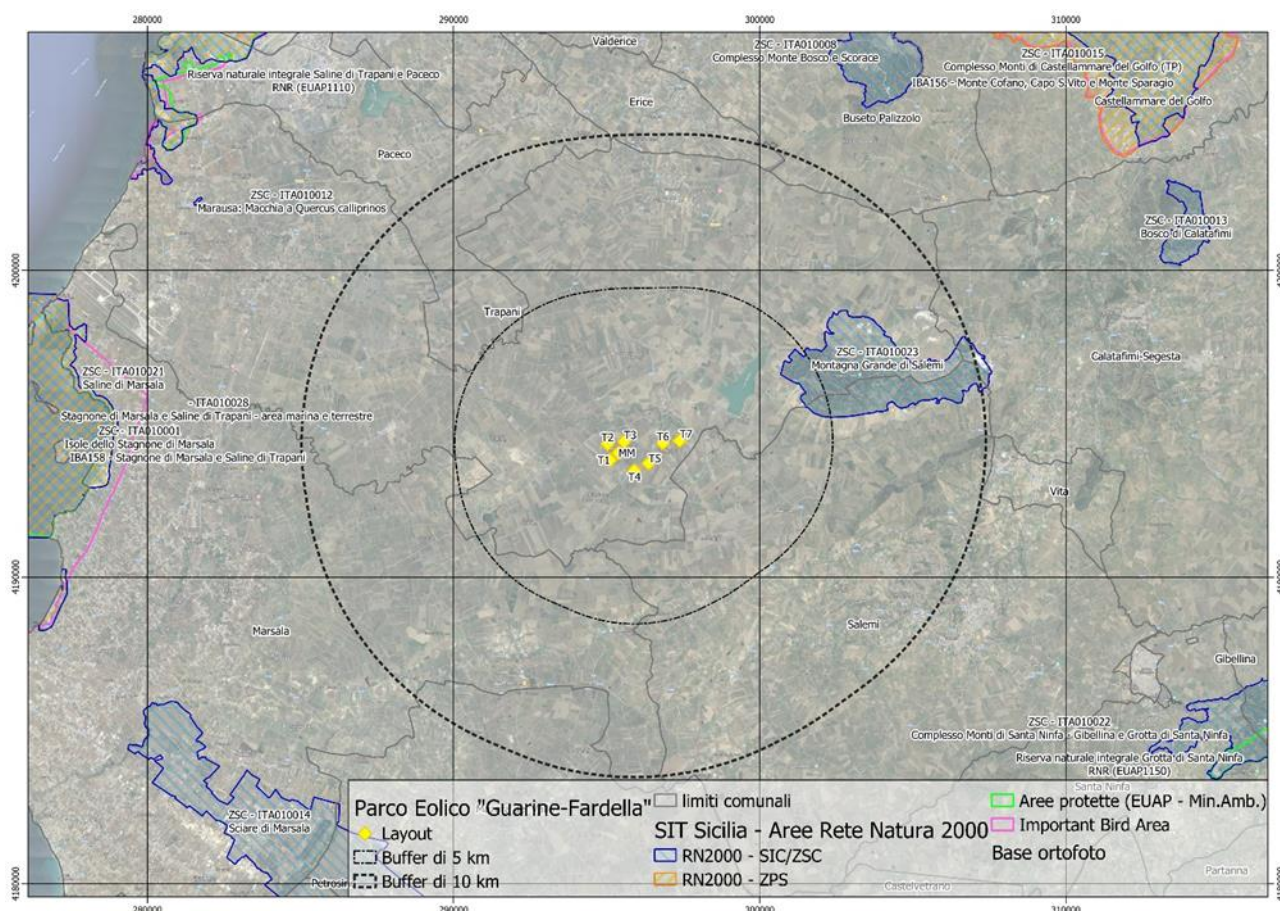 280000
290000
300000
310000
Valderice
ZSC - ITA010008
Complesso Monte Bosco e Scorace
ZSC - ITA010015
Complesso Monti di Castellammare del Golfo (TP)
Riserva naturale integrale Saline di Trapani e Paceco
RNR (EUAP1110)
IBA156 - Monte Cofano, Capo S.Vito e Monte Sparagio
Erice
Castellammare del Golfo
Buseto Palizzolo
Paceco
ZSC - ITA010012
Marausa: Macchia a Quercus calliprinos
ZSC - ITA010013
Bosco di Calatafimi
4200000
4200000
Trapani
ZSC - ITA010023
Montagna Grande di Salemi
Calatafimi-Segesta
ZSC - ITA010021
Saline di Marsala
- ITA010028
Stagnone di Marsala e Saline di Trapani - area marina e terrestre
ZSC - ITA010001
Isole dello Stagnone di Marsala
IBA158 - Stagnone di Marsala e Saline di Trapani
T2
T3
T6
T7
T1
MM
T5
T4
Vita
4190000
4190000
Marsala
Salemi
Gibellina
ZSC - ITA010022
Complesso Monti di Santa Ninfa - Gibellina e Grotta di Santa Ninfa
Riserva naturale integrale Grotta di Santa Ninfa
RNR (EUAP1150)
Santa Ninfa
ZSC - ITA010014
Sciare di Marsala
Petrosin
Castelvetrano
Partanna
Parco Eolico "Guarine-Fardella"
Layout
Buffer di 5 km
Buffer di 10 km
limiti comunali
SIT Sicilia - Aree Rete Natura 2000
RN2000 - SIC/ZSC
RN2000 - ZPS
Aree protette (EUAP - Min.Amb.)
Important Bird Area
Base ortofoto
4180000
4180000
280000
290000
300000
310000